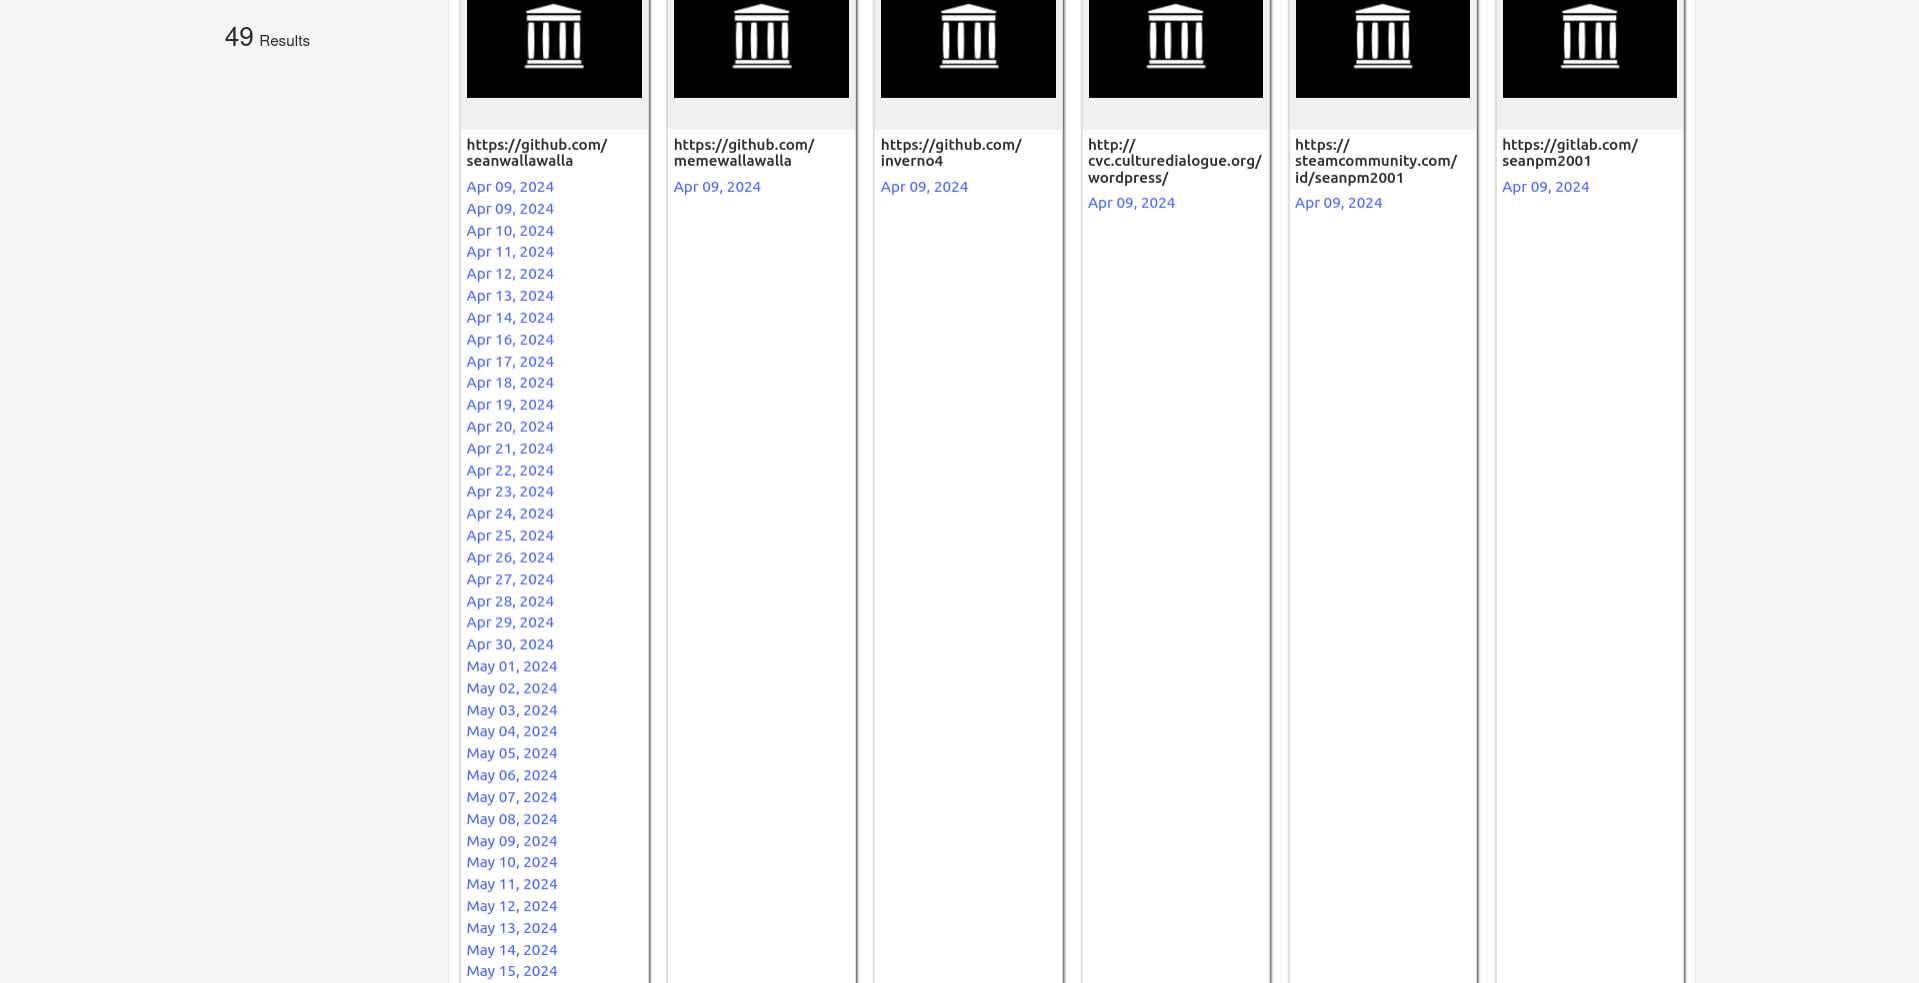 49 Results
https://github.com/
seanwallawalla
Apr 09, 2024
Apr 09, 2024
Apr 10, 2024
Apr 11, 2024
Apr 12, 2024
Apr 13, 2024
Apr 14, 2024
Apr 16, 2024
Apr 17, 2024
Apr 18, 2024
Apr 19, 2024
Apr 20, 2024
Apr 21, 2024
Apr 22, 2024
Apr 23, 2024
Apr 24, 2024
Apr 25, 2024
Apr 26, 2024
Apr 27, 2024
Apr 28, 2024
Apr 29, 2024
Apr 30, 2024
May 01, 2024
May 02, 2024
May 03, 2024
May 04, 2024
May 05, 2024
May 06, 2024
May 07, 2024
May 08, 2024
May 09, 2024
May 10, 2024
May 11, 2024
May 12, 2024
May 13, 2024
May 14, 2024
May 15, 2024
https://github.com/
memewallawalla
Apr 09, 2024
https://github.com/
inverno4
Apr 09, 2024
http://
cvc.culturedialogue.org/
wordpress/
Apr 09, 2024
https://
steamcommunity.com/
id/seanpm2001
Apr 09, 2024
https://gitlab.com/
seanpm2001
Apr 09, 2024